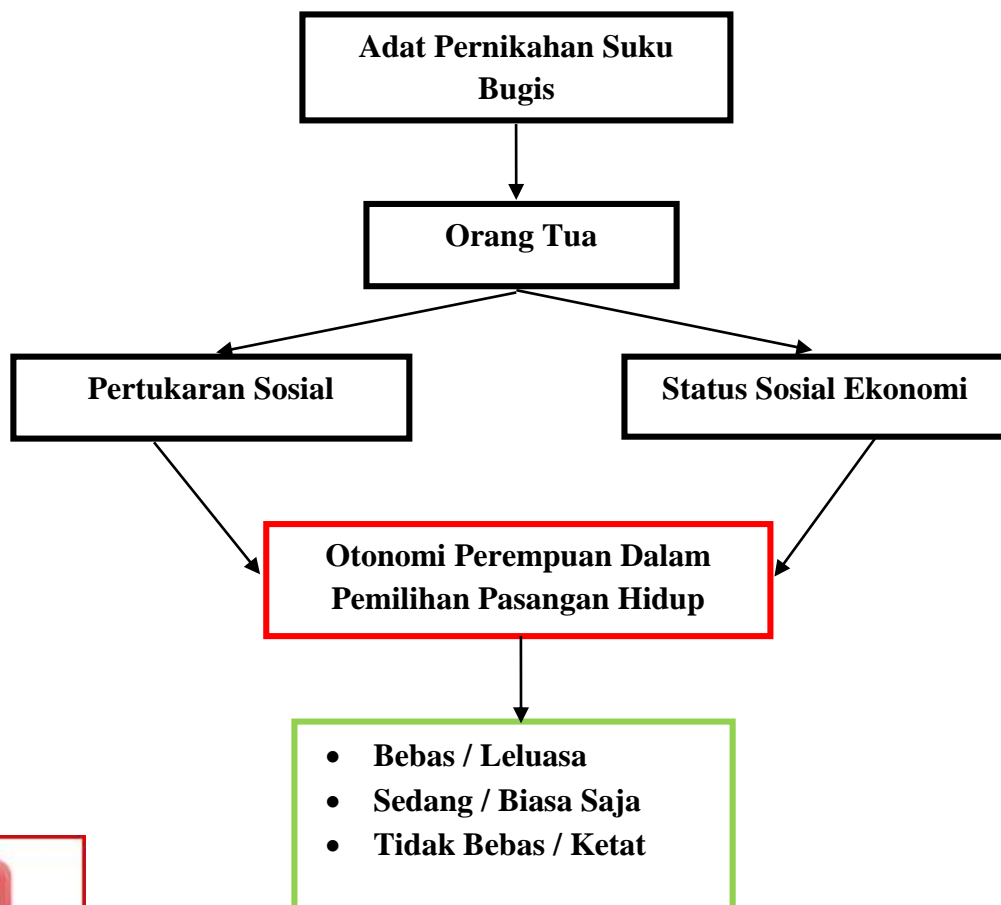 Adat Pernikahan Suku
Bugis
Orang Tua
Pertukaran Sosial
Status Sosial Ekonomi
Otonomi Perempuan Dalam
Pemilihan Pasangan Hidup
• Bebas / Leluasa
• Sedang / Biasa Saja
• Tidak Bebas / Ketat